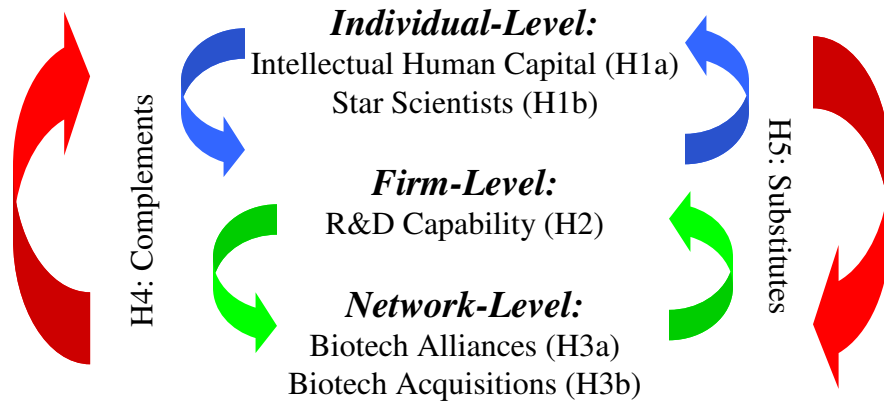 Individual-Level:
Intellectual Human Capital (H1a)
Star Scientists (H1b)
H4: Complements
H5: Substitutes
Firm-Level:
R&D Capability (H2)
Network-Level:
Biotech Alliances (H3a)
Biotech Acquisitions (H3b)